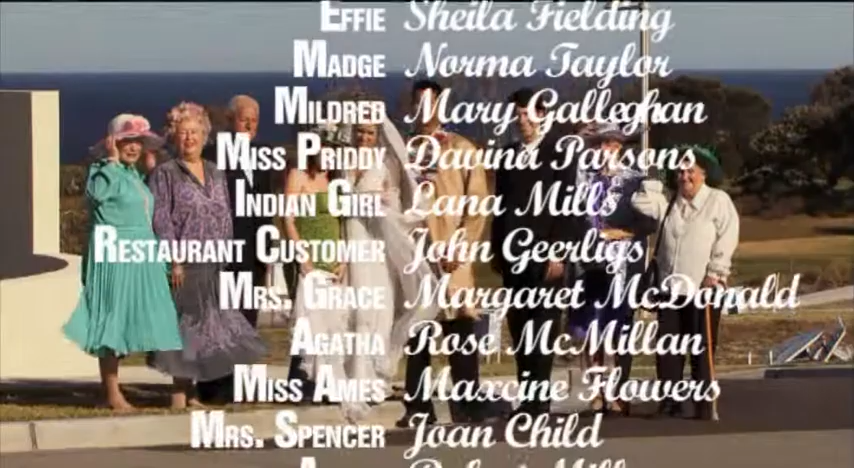 Effie Sheila Fielding
Madge Norma Taylor
Mildred Mary Galleghan
Miss Priddy Davina Parsons
Indian Girl Lana Mills
Restaurant Customer John Geerligs
Mrs. Grace Margaret McDonald
Agatha Rose McMillan
Miss Ames Maxcine Flowers
Mrs. Spencer Joan Child